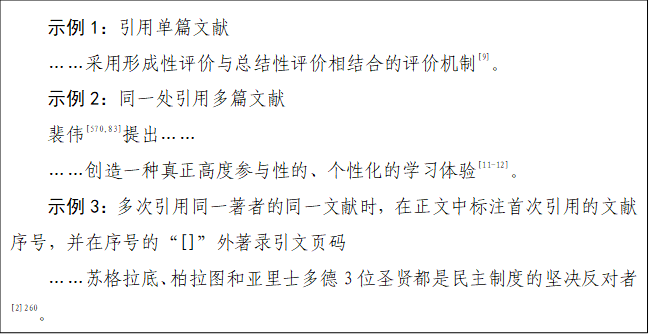 示例1：引用单篇文献
……采用形成性评价与总结性评价相结合的评价机制[9]。
示例2：同一处引用多篇文献
裴伟[570,83]提出……
……创造一种真正高度参与性的、个性化的学习体验[11-12]。
示例3：多次引用同一著者的同一文献时，在正文中标注首次引用的文献
序号，并在序号的“[]”外著录引文页码
……苏格拉底、柏拉图和亚里士多德3位圣贤都是民主制度的坚决反对者
[2]260。